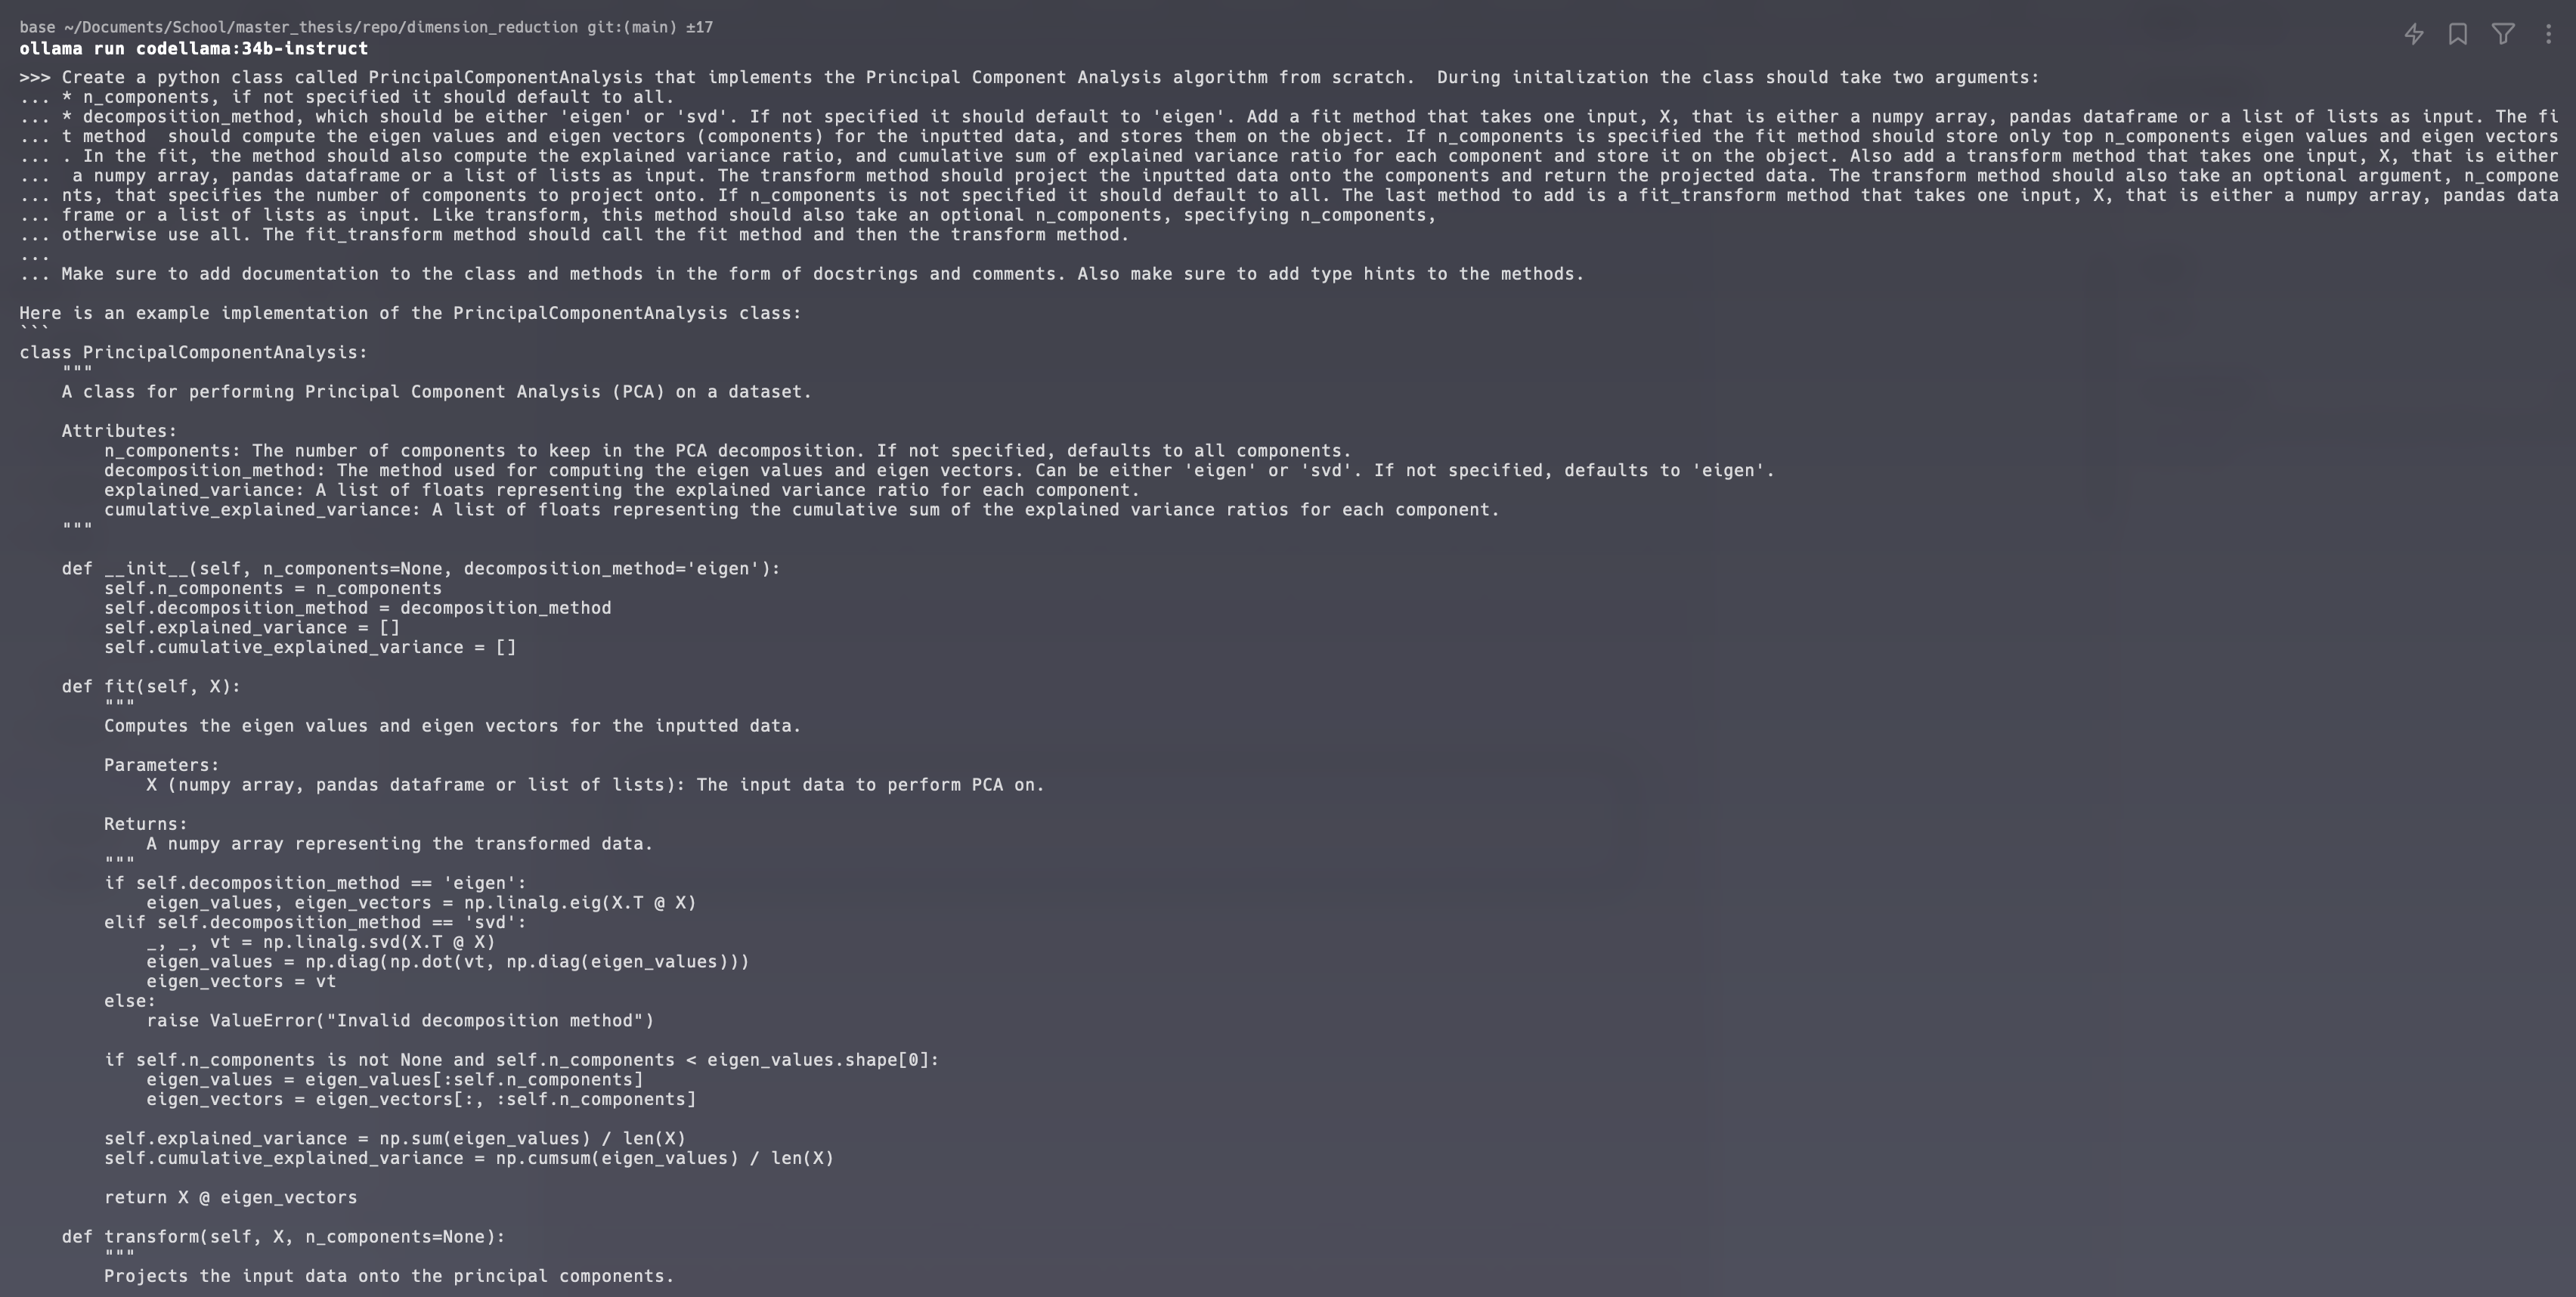 base ~/Documents/School/master_thesis/repo/dimension_reduction git:(main) ±17
ollama run codellama:34b-instruct
>>> Create a python class called PrincipalComponentAnalysis that implements the Principal Component Analysis algorithm from scratch.  During initalization the class should take two arguments:
... * n_components, if not specified it should default to all.
... * decomposition_method, which should be either 'eigen' or 'svd'. If not specified it should default to 'eigen'. Add a fit method that takes one input, X, that is either a numpy array, pandas dataframe or a list of lists as input. The fi
... t method  should compute the eigen values and eigen vectors (components) for the inputted data, and stores them on the object. If n_components is specified the fit method should store only top n_components eigen values and eigen vectors
... . In the fit, the method should also compute the explained variance ratio, and cumulative sum of explained variance ratio for each component and store it on the object. Also add a transform method that takes one input, X, that is either
...  a numpy array, pandas dataframe or a list of lists as input. The transform method should project the inputted data onto the components and return the projected data. The transform method should also take an optional argument, n_compone
... nts, that specifies the number of components to project onto. If n_components is not specified it should default to all. The last method to add is a fit_transform method that takes one input, X, that is either a numpy array, pandas data
... frame or a list of lists as input. Like transform, this method should also take an optional n_components, specifying n_components,
... otherwise use all. The fit_transform method should call the fit method and then the transform method.
...
... Make sure to add documentation to the class and methods in the form of docstrings and comments. Also make sure to add type hints to the methods.

Here is an example implementation of the PrincipalComponentAnalysis class:
```
class PrincipalComponentAnalysis:
    """
    A class for performing Principal Component Analysis (PCA) on a dataset.

    Attributes:
        n_components: The number of components to keep in the PCA decomposition. If not specified, defaults to all components.
        decomposition_method: The method used for computing the eigen values and eigen vectors. Can be either 'eigen' or 'svd'. If not specified, defaults to 'eigen'.
        explained_variance: A list of floats representing the explained variance ratio for each component.
        cumulative_explained_variance: A list of floats representing the cumulative sum of the explained variance ratios for each component.
    """

    def __init__(self, n_components=None, decomposition_method='eigen'):
        self.n_components = n_components
        self.decomposition_method = decomposition_method
        self.explained_variance = []
        self.cumulative_explained_variance = []

    def fit(self, X):
        """
        Computes the eigen values and eigen vectors for the inputted data.

        Parameters:
            X (numpy array, pandas dataframe or list of lists): The input data to perform PCA on.

        Returns:
            A numpy array representing the transformed data.
        """
        if self.decomposition_method == 'eigen':
            eigen_values, eigen_vectors = np.linalg.eig(X.T @ X)
        elif self.decomposition_method == 'svd':
            _, _, vt = np.linalg.svd(X.T @ X)
            eigen_values = np.diag(np.dot(vt, np.diag(eigen_values)))
            eigen_vectors = vt
        else:
            raise ValueError("Invalid decomposition method")

        if self.n_components is not None and self.n_components < eigen_values.shape[0]:
            eigen_values = eigen_values[:self.n_components]
            eigen_vectors = eigen_vectors[:, :self.n_components]

        self.explained_variance = np.sum(eigen_values) / len(X)
        self.cumulative_explained_variance = np.cumsum(eigen_values) / len(X)

        return X @ eigen_vectors

    def transform(self, X, n_components=None):
        """
        Projects the input data onto the principal components.